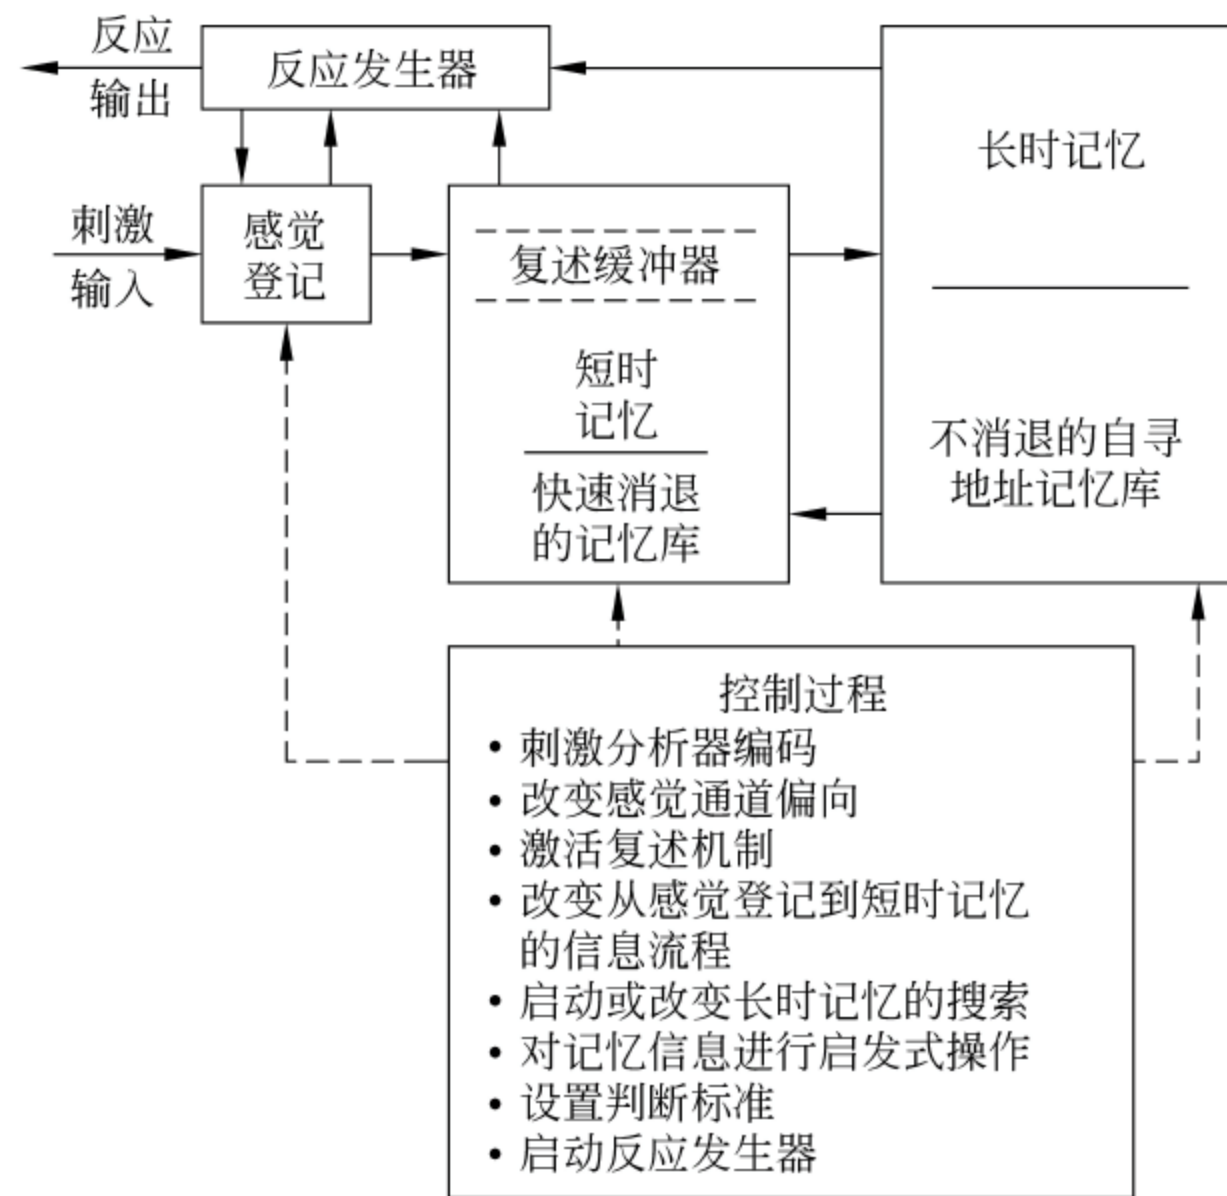 反应
输出
反应发生器
长时记忆
刺激
输入
感觉
登记
复述缓冲器
短时
记忆
快速消退
的记忆库
不消退的自寻
地址记忆库
控制过程
• 刺激分析器编码
• 改变感觉通道偏向
• 激活复述机制
• 改变从感觉登记到短时记忆
的信息流程
• 启动或改变长时记忆的搜索
• 对记忆信息进行启发式操作
• 设置判断标准
• 启动反应发生器